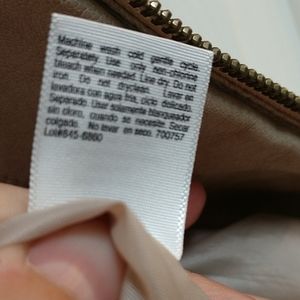 Machine wash cold gentle cycle.
Separately. Use only non-chlorine
bleach when needed. Line dry. Do not
iron. Do not dryclean. Lavar en
lavadora con agua fria, ciclo delicado.
Separado. Usar solamente blanqueador
sin cloro, cuando se necesite. Secar
colgado. No lavar en seco. 700757
Lot#845-6860